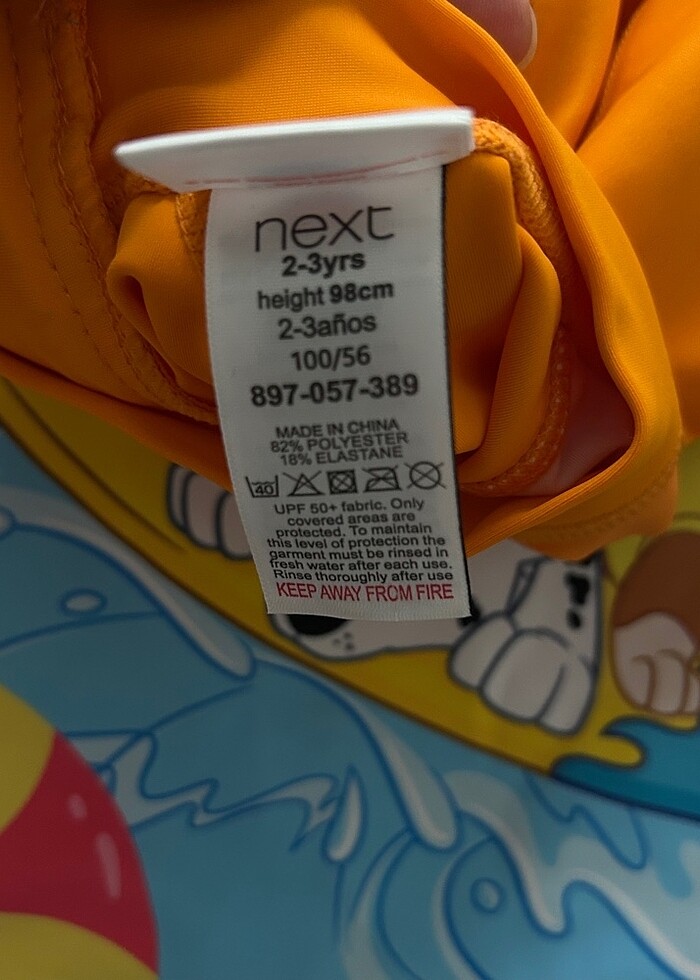 next
2-3yrs
height 98cm
2-3años
100/56
897-057-389
MADE IN CHINA
82% POLYESTER
18% ELASTANE
40
UPF 50+ fabric. Only
covered areas are
protected. To maintain
this level of protection the
garment must be rinsed in
fresh water after each use.
Rinse thoroughly after use
KEEP AWAY FROM FIRE